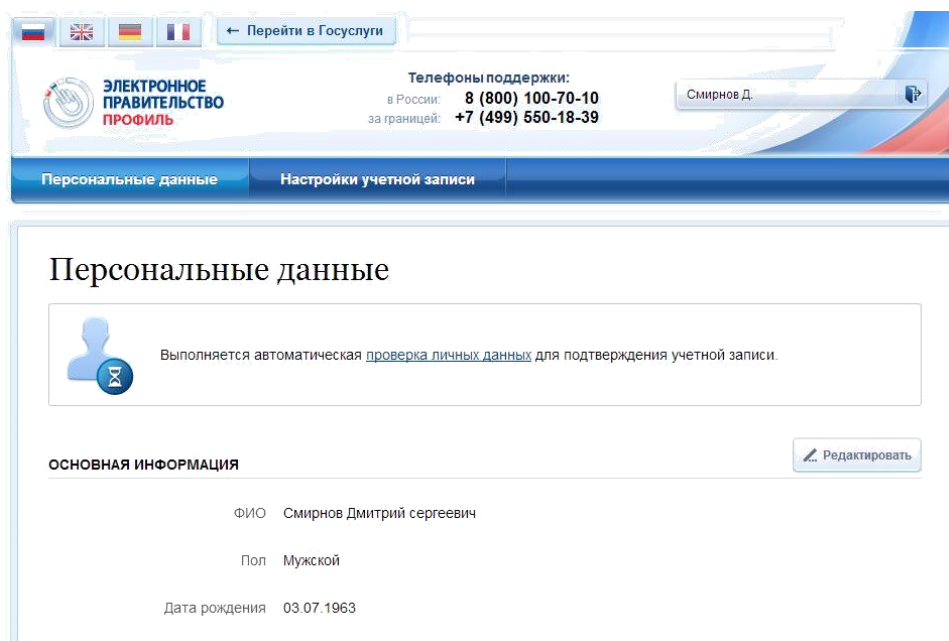 ← Перейти в Госуслуги
ЭЛЕКТРОННОЕ
ПРАВИТЕЛЬСТВО
ПРОФИЛЬ
Телефоны поддержки:
в России: 8 (800) 100-70-10
за границей: +7 (499) 550-18-39
Смирнов Д.
Персональные данные
Настройки учетной записи
Персональные данные
Выполняется автоматическая проверка личных данных для подтверждения учетной записи.
ОСНОВНАЯ ИНФОРМАЦИЯ
Редактировать
ФИО Смирнов Дмитрий сергеевич
Пол Мужской
Дата рождения 03.07.1963